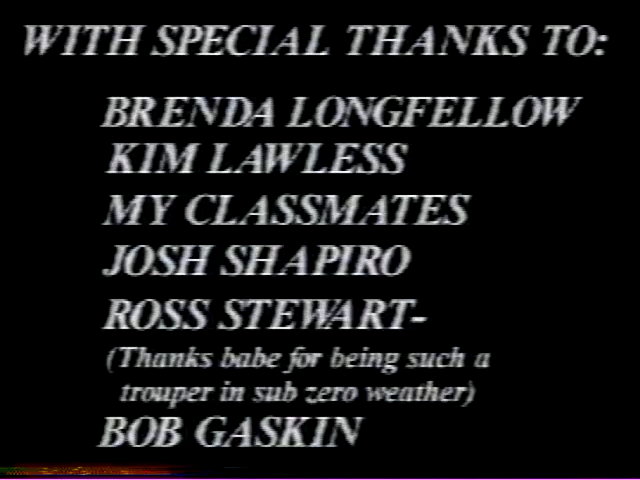 WITH SPECIAL THANKS TO:
BRENDA LONGFELLOW
KIM LAWLESS
MY CLASSMATES
JOSH SHAPIRO
ROSS STEWART-
(Thanks babe for being such a
trouper in sub zero weather)
BOB GASKIN